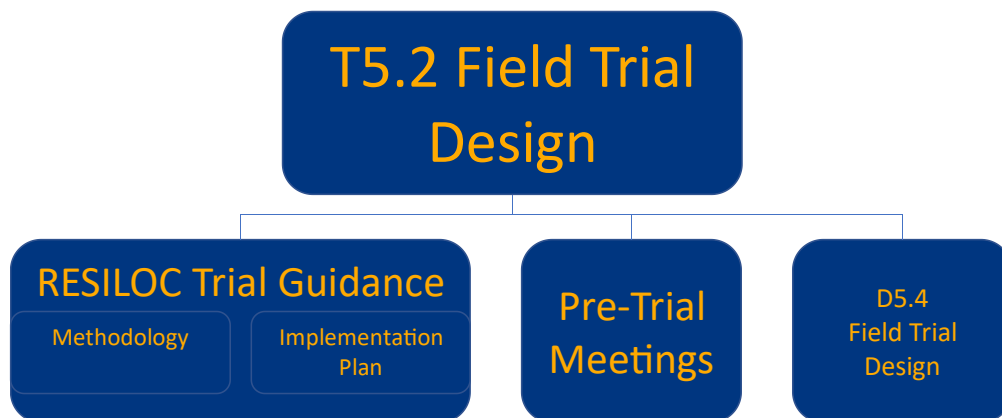 T5.2 Field Trial
Design
RESILOC Trial Guidance
Methodology
Implementation
Plan
Pre-Trial
Meetings
D5.4
Field Trial
Design